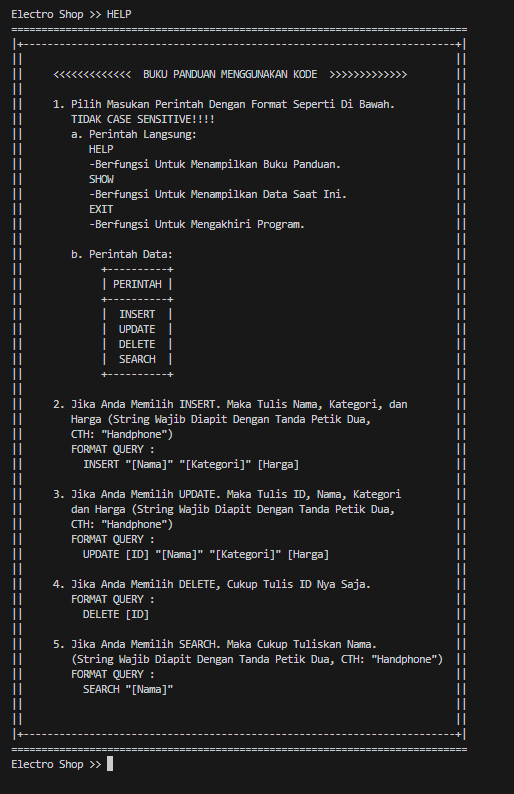 Electro Shop >> HELP
============================================================================
|+------------------------------------------------------------------------+|
<<<<<<<<<<<<<  BUKU PANDUAN MENGGUNAKAN KODE  >>>>>>>>>>>>>
1. Pilih Masukan Perintah Dengan Format Seperti Di Bawah.
TIDAK CASE SENSITIVE!!!!
a. Perintah Langsung:
HELP
-Berfungsi Untuk Menampilkan Buku Panduan.
SHOW
-Berfungsi Untuk Menampilkan Data Saat Ini.
EXIT
-Berfungsi Untuk Mengakhiri Program.
b. Perintah Data:
+----------+
| PERINTAH |
+----------+
|  INSERT  |
|  UPDATE  |
|  DELETE  |
|  SEARCH  |
+----------+
2. Jika Anda Memilih INSERT. Maka Tulis Nama, Kategori, dan
Harga (String Wajib Diapit Dengan Tanda Petik Dua,
CTH: "Handphone")
FORMAT QUERY :
INSERT "[Nama]" "[Kategori]" [Harga]
3. Jika Anda Memilih UPDATE. Maka Tulis ID, Nama, Kategori
dan Harga (String Wajib Diapit Dengan Tanda Petik Dua,
CTH: "Handphone")
FORMAT QUERY :
UPDATE [ID] "[Nama]" "[Kategori]" [Harga]
4. Jika Anda Memilih DELETE, Cukup Tulis ID Nya Saja.
FORMAT QUERY :
DELETE [ID]
5. Jika Anda Memilih SEARCH. Maka Cukup Tuliskan Nama.
(String Wajib Diapit Dengan Tanda Petik Dua, CTH: "Handphone")
FORMAT QUERY :
SEARCH "[Nama]"
|+------------------------------------------------------------------------+|
============================================================================
Electro Shop >>